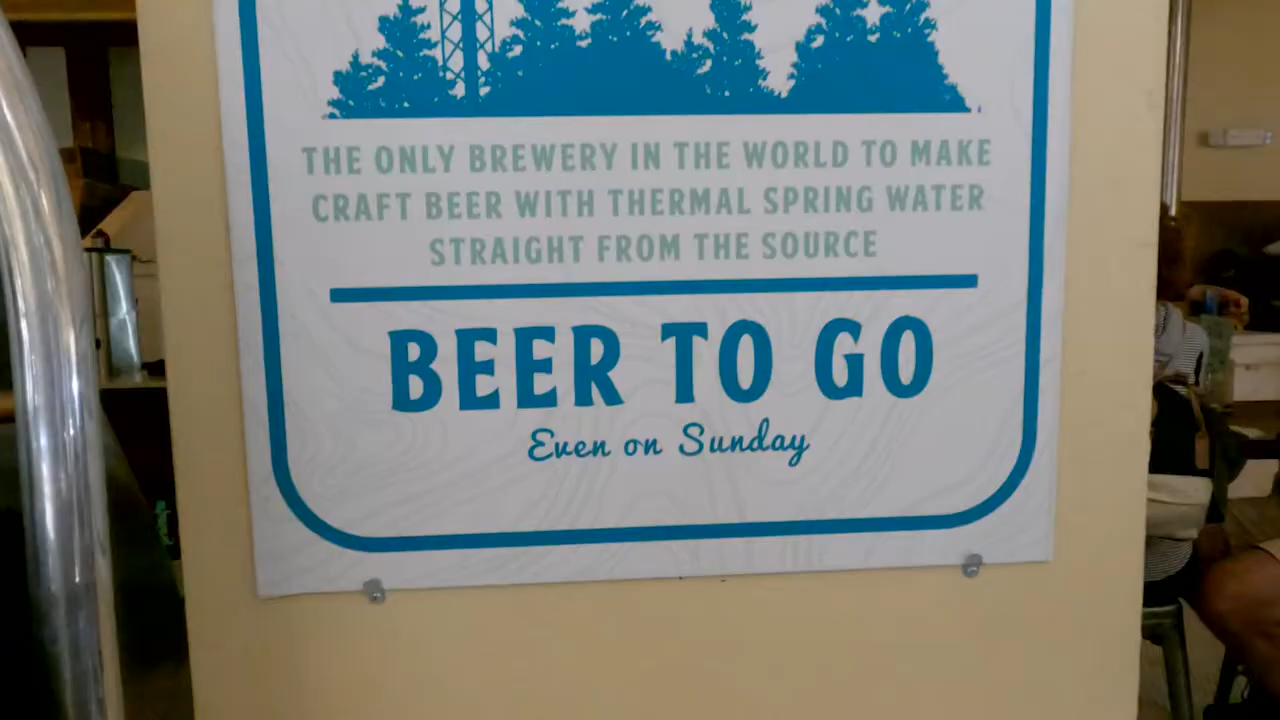 THE ONLY BREWERY IN THE WORLD TO MAKE
CRAFT BEER WITH THERMAL SPRING WATER
STRAIGHT FROM THE SOURCE
BEER TO GO
Even on Sunday